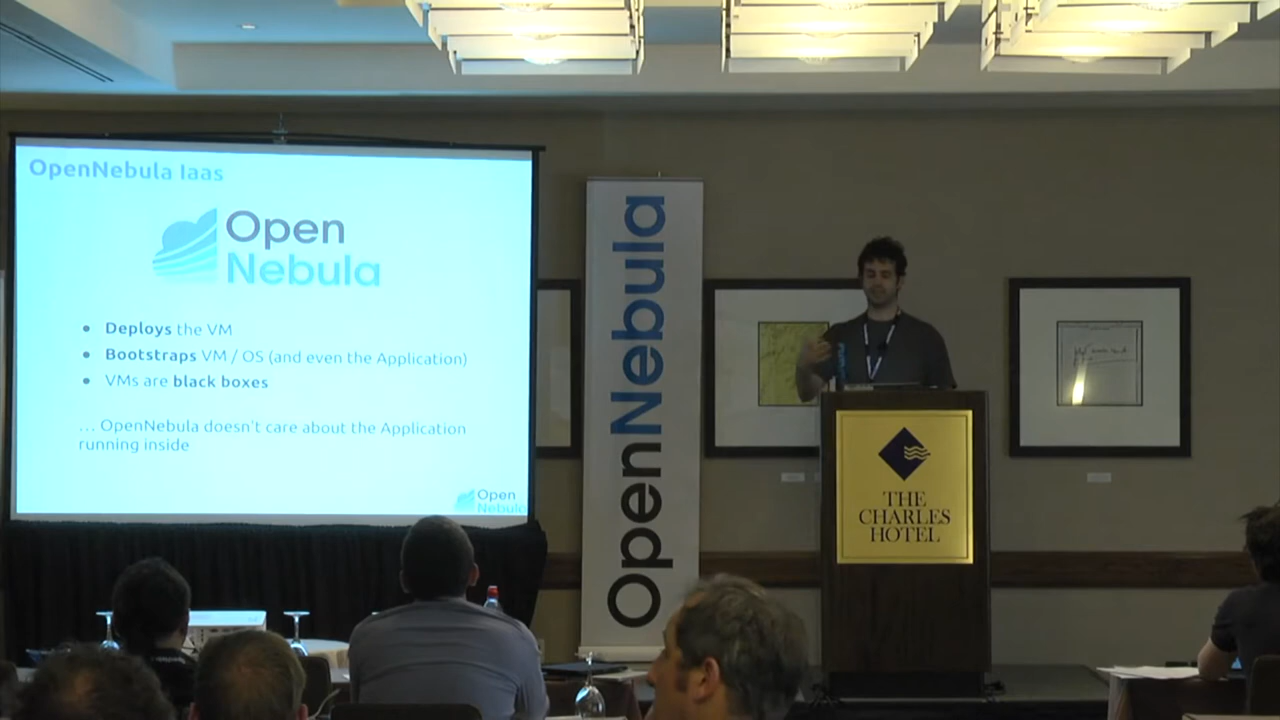 OpenNebula Iaas
Open
Nebula
• Deploys the VM
• Bootstraps VM / OS (and even the Application)
• VMs are black boxes
... OpenNebula doesn't care about the Application
running inside
Open
Nebula
OpenNebula
THE
CHARLES
HOTEL